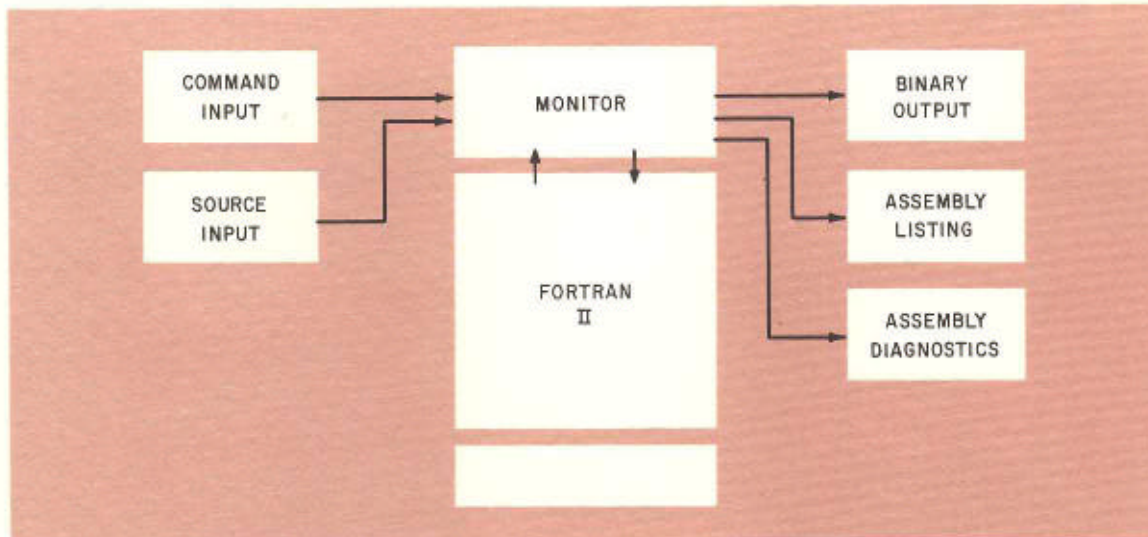 COMMAND
INPUT
MONITOR
BINARY
OUTPUT
SOURCE
INPUT
ASSEMBLY
LISTING
FORTRAN
II
ASSEMBLY
DIAGNOSTICS